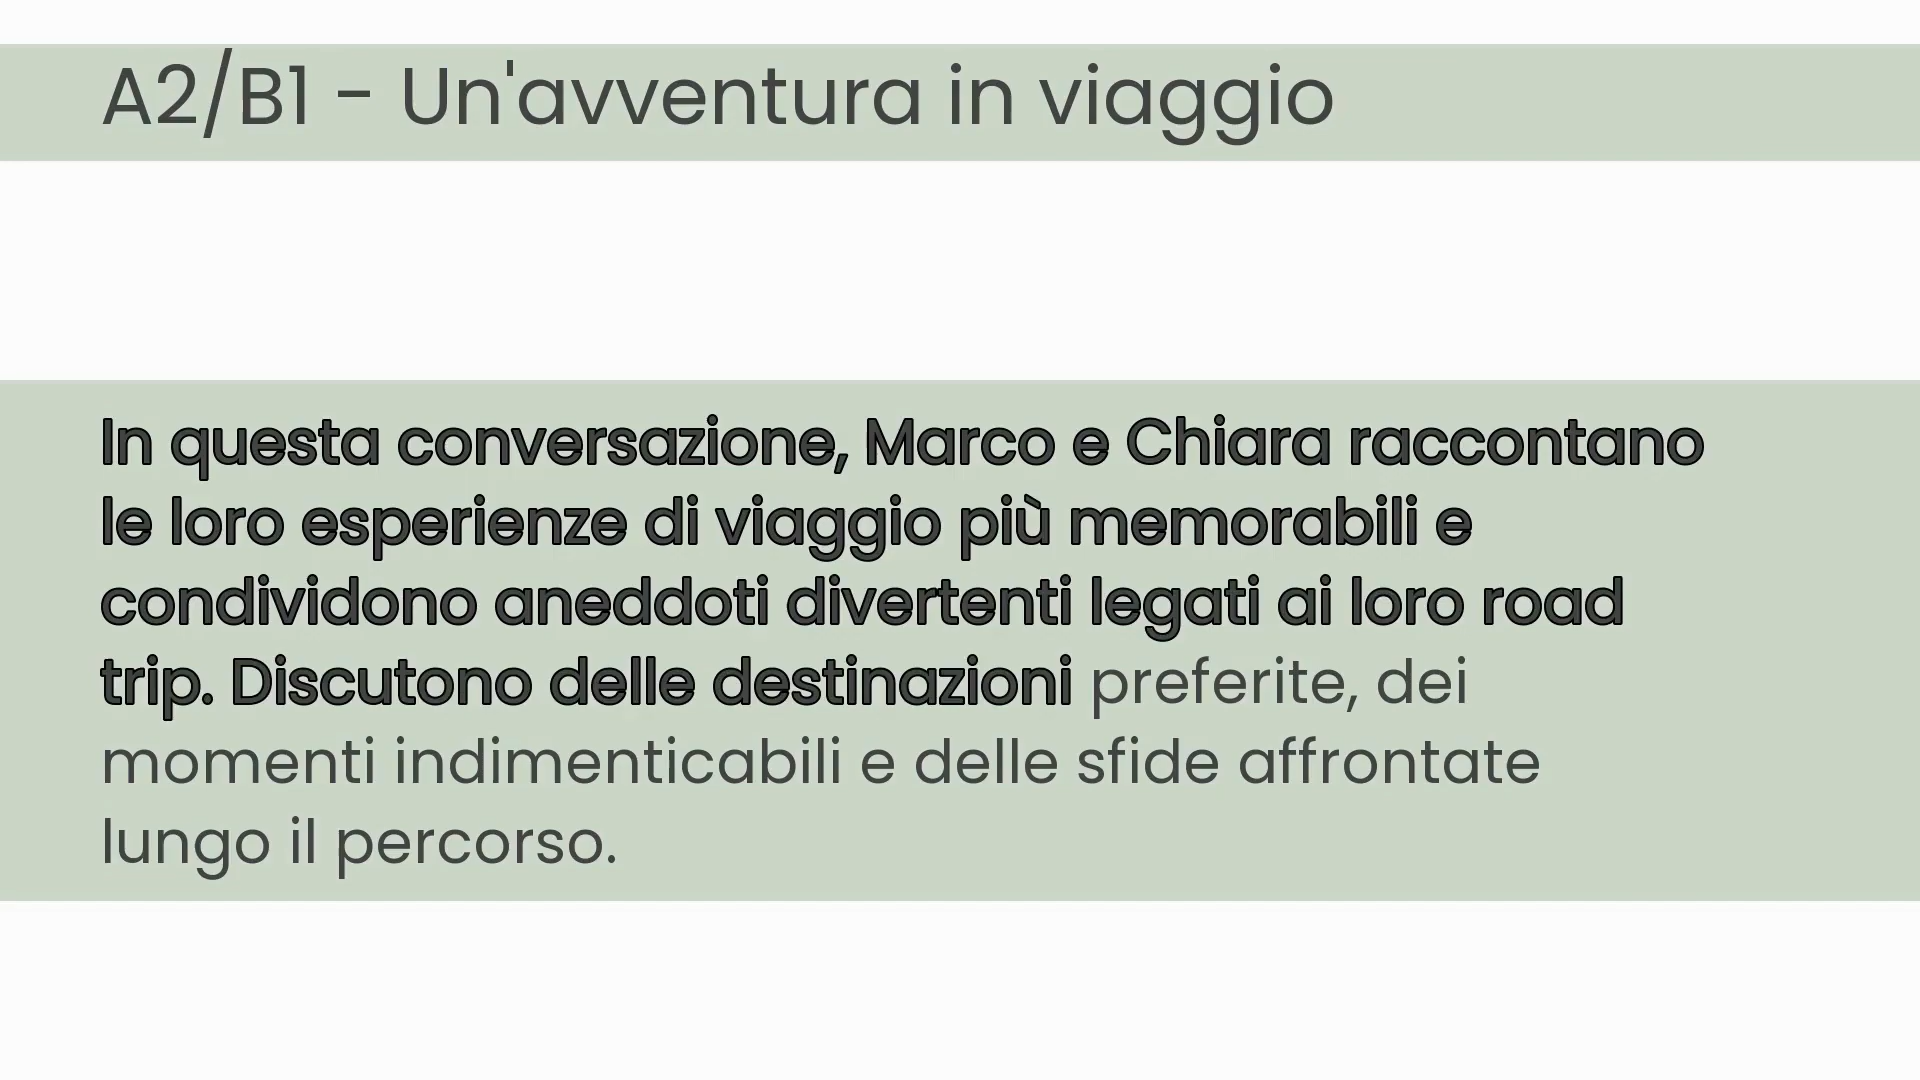 A2/B1 - Un'avventura in viaggio
In questa conversazione, Marco e Chiara raccontano
le loro esperienze di viaggio più memorabili e
condividono aneddoti divertenti legati ai loro road
trip. Discutono delle destinazioni preferite, dei
momenti indimenticabili e delle sfide affrontate
lungo il percorso.